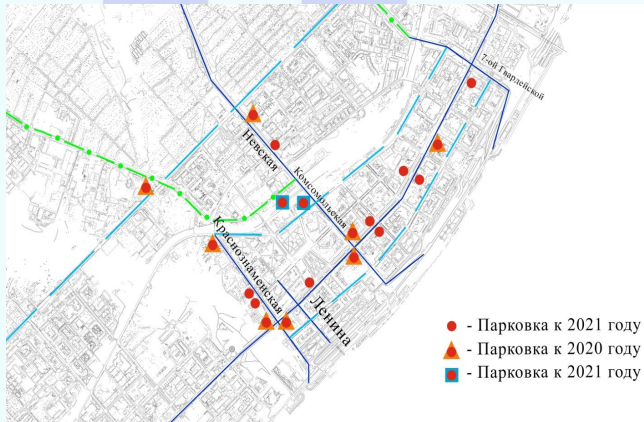 7-ой Гвардейской
Невская
Комсомольская
Краснознаменская
Ленина
- Парковка к 2021 году
- Парковка к 2020 году
- Парковка к 2021 году